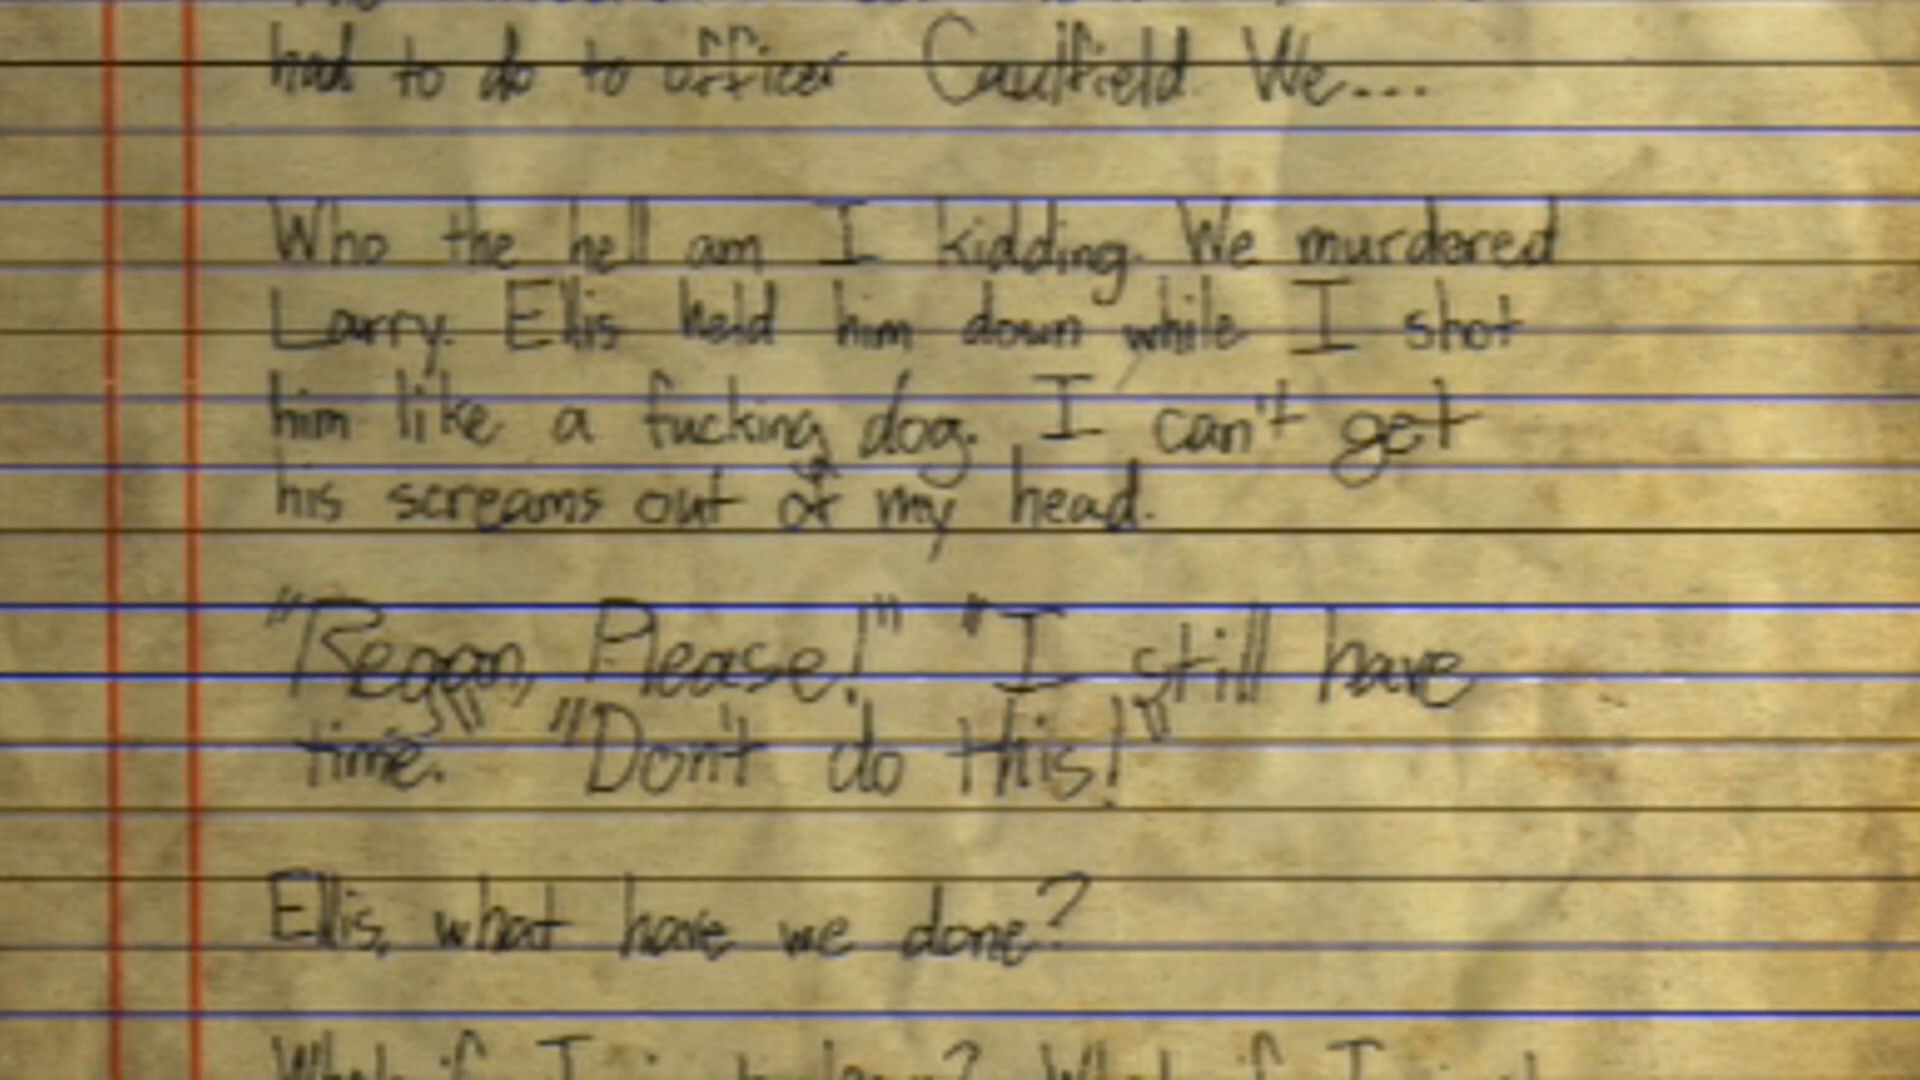 had to do to officer Caulfield. We...
Who the hell am I kidding. We murdered
Larry. Ellis held him down while I shot
him like a fucking dog. I can't get
his screams out of my head.
"Regan, Please!" "I still have
time." "Don't do this!"
Ellis, what have we done?
What if I